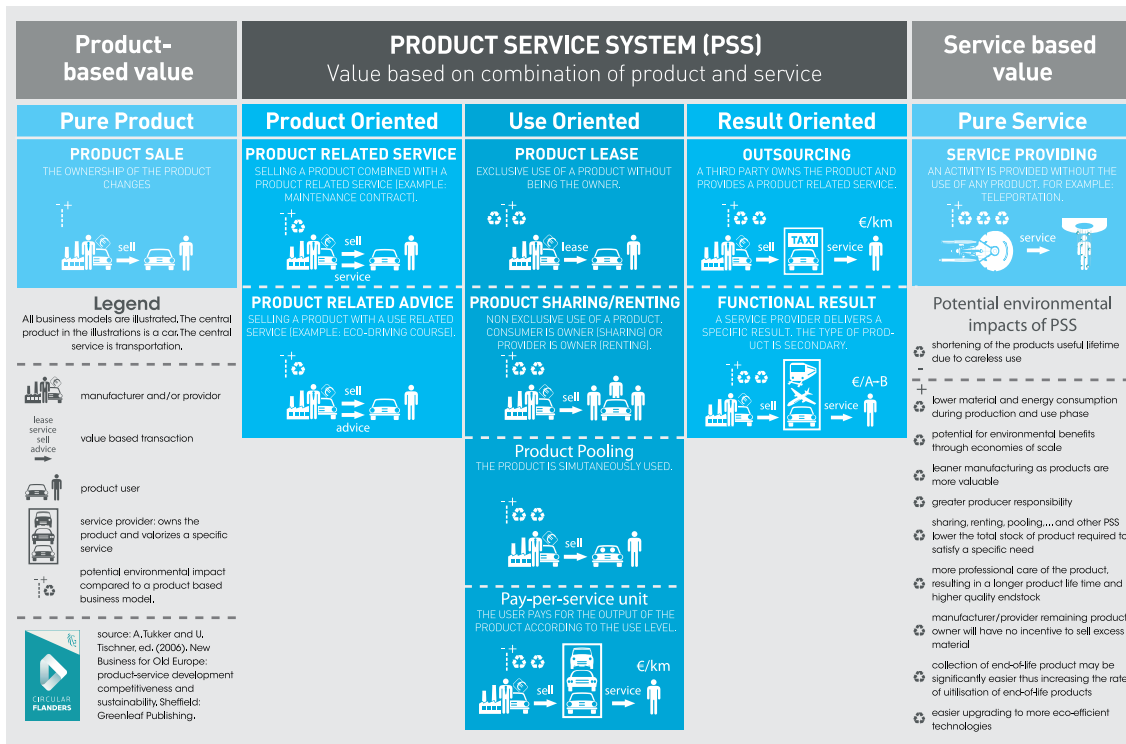 Product-
based value
PRODUCT SERVICE SYSTEM (PSS)
Value based on combination of product and service
Service based
value
Pure Product
Product Oriented
Use Oriented
Result Oriented
Pure Service
PRODUCT SALE
THE OWNERSHIP OF THE PRODUCT
CHANGES
- +
sell
PRODUCT RELATED SERVICE
SELLING A PRODUCT COMBINED WITH A
PRODUCT RELATED SERVICE (EXAMPLE:
MAINTENANCE CONTRACT).
- +
sell
service
PRODUCT LEASE
EXCLUSIVE USE OF A PRODUCT WITHOUT
BEING THE OWNER.
- +
lease
OUTSOURCING
A THIRD PARTY OWNS THE PRODUCT AND
PROVIDES A PRODUCT RELATED SERVICE.
- +
€/km
sell
TAXI
service
SERVICE PROVIDING
AN ACTIVITY IS PROVIDED WITHOUT THE
USE OF ANY PRODUCT. FOR EXAMPLE:
TELEPORTATION.
- +
service
Legend
All business models are illustrated, The central
product in the illustrations is a car. The central
service is transportation.
manufacturer and/or provider
lease
service
sell
advice
value based transaction
product user
service provider: owns the
product and valorizes a specific
service
- +
potential environmental impact
compared to a product based
business model.
CIRCULAR
FLANDERS
source: A.Tukker and U.
Tischner, ed. (2006). New
Business for Old Europe:
product-service development
competitiveness and
sustainability, Sheffield:
Greenleaf Publishing.
PRODUCT RELATED ADVICE
SELLING A PRODUCT WITH A USE RELATED
SERVICE (EXAMPLE: ECO-DRIVING COURSE).
- +
sell
advice
PRODUCT SHARING/RENTING
NON EXCLUSIVE USE OF A PRODUCT.
CONSUMER IS OWNER (SHARING) OR
PROVIDER IS OWNER (RENTING).
- +
sell
Product Pooling
THE PRODUCT IS SIMUTANEOUSLY USED.
- +
sell
Pay-per-service unit
THE USER PAYS FOR THE OUTPUT OF THE
PRODUCT ACCORDING TO THE USE LEVEL.
- +
€/km
sell
service
FUNCTIONAL RESULT
A SERVICE PROVIDER DELIVERS A
SPECIFIC RESULT. THE TYPE OF PROD-
UCT IS SECONDARY.
- +
€/A-B
sell
service
Potential environmental
impacts of PSS
shortening of the products useful lifetime
due to careless use
-
+
lower material and energy consumption
during production and use phase
potential for environmental benefits
through economies of scale
leaner manufacturing as products are
more valuable
greater producer responsibility
sharing, renting, pooling,... and other PSS
lower the total stock of product required to
satisfy a specific need
more professional care of the product,
resulting in a longer product life time and
higher quality endstock
manufacturer/provider remaining product
owner will have no incentive to sell excess
material
collection of end-of-life product may be
significantly easier thus increasing the rate
of uitilisation of end-of-life products
easier upgrading to more eco-efficient
technologies